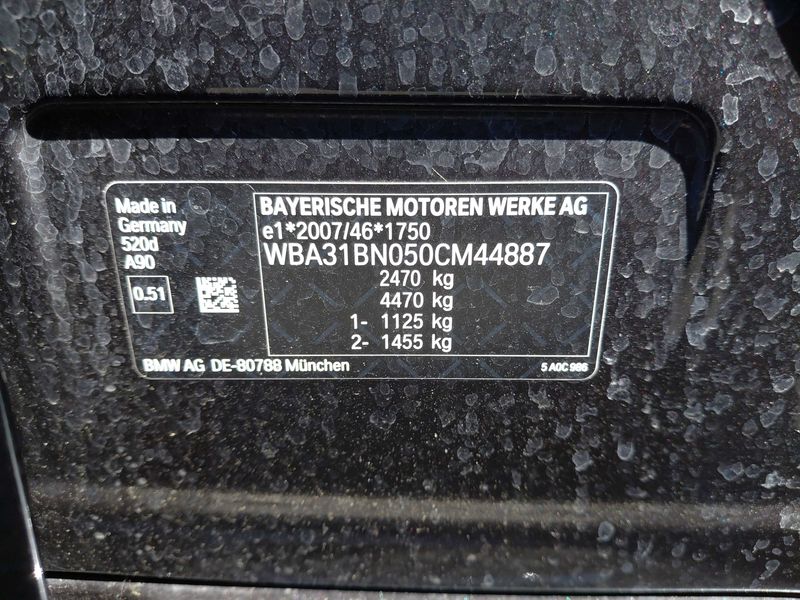 Made in
Germany
520d
A90
0.51
BAYERISCHE MOTOREN WERKE AG
e1*2007/46*1750
WBA31BN050CM44887
2470 kg
4470 kg
1- 1125 kg
2- 1455 kg
BMW AG DE-80788 München
5 A0C 986